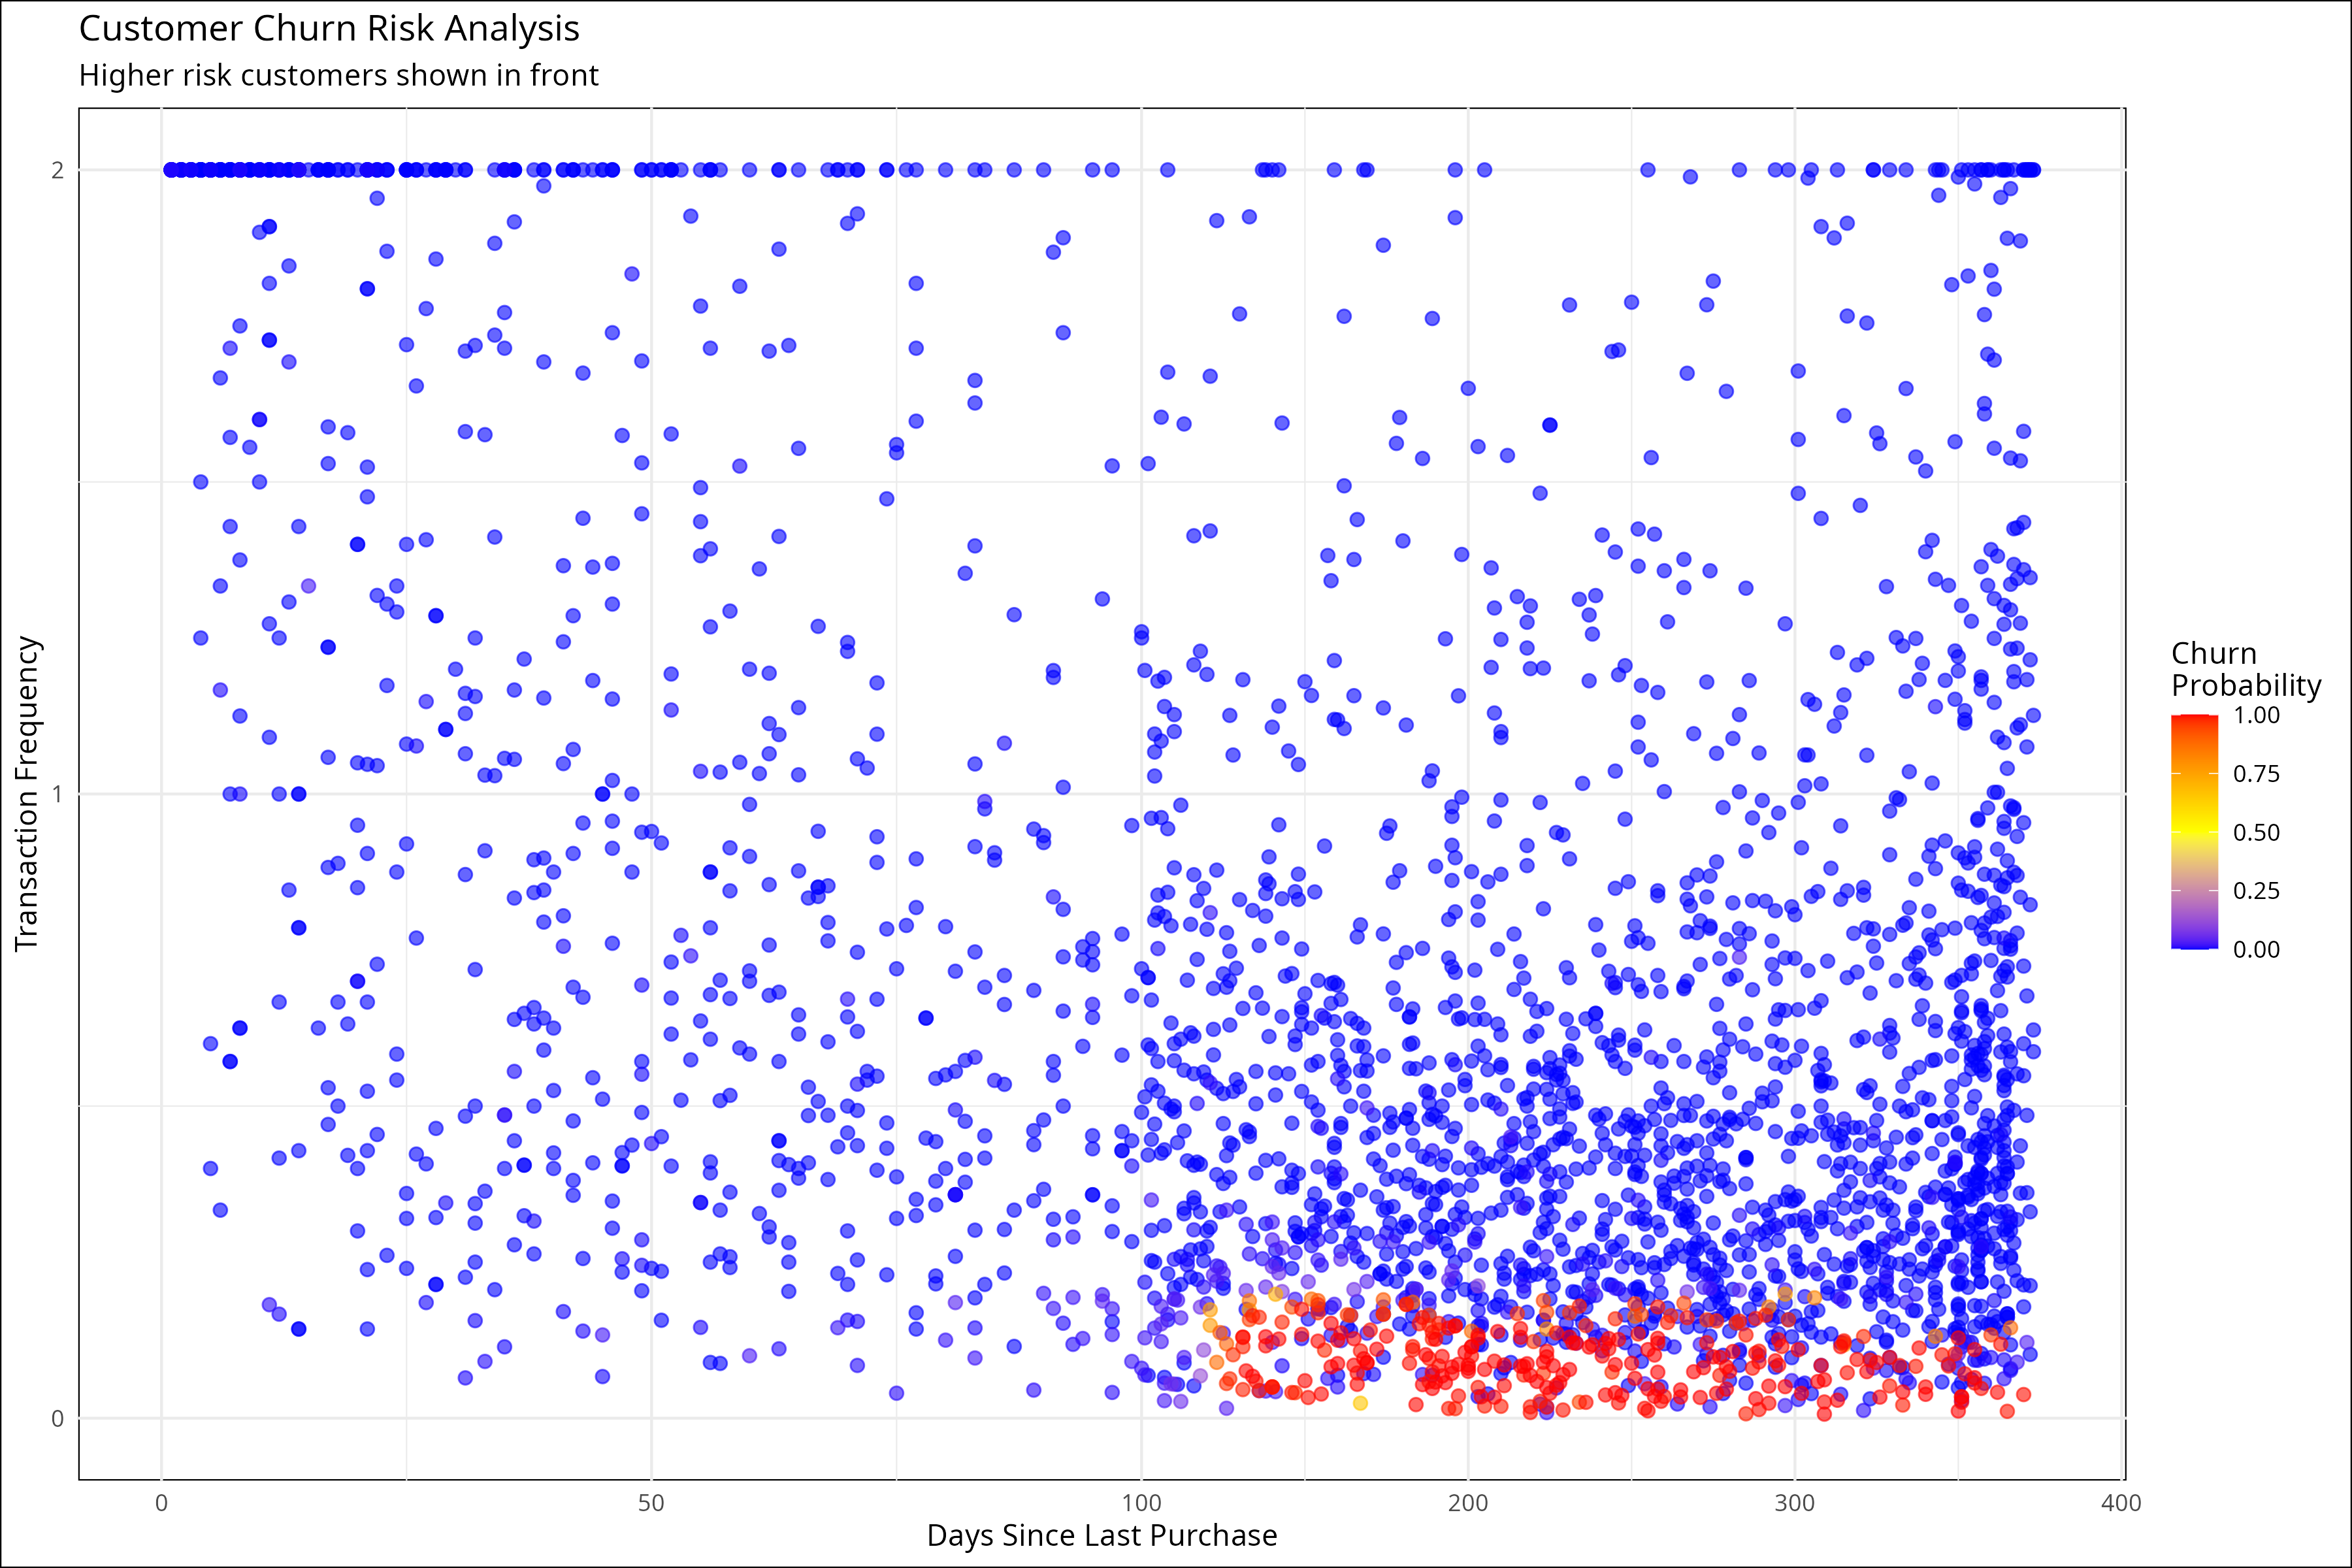 Customer Churn Risk Analysis
Higher risk customers shown in front
2
1
0
Transaction Frequency
0 50 100 200 300 400
Days Since Last Purchase
Churn
Probability
1.00
0.75
0.50
0.25
0.00